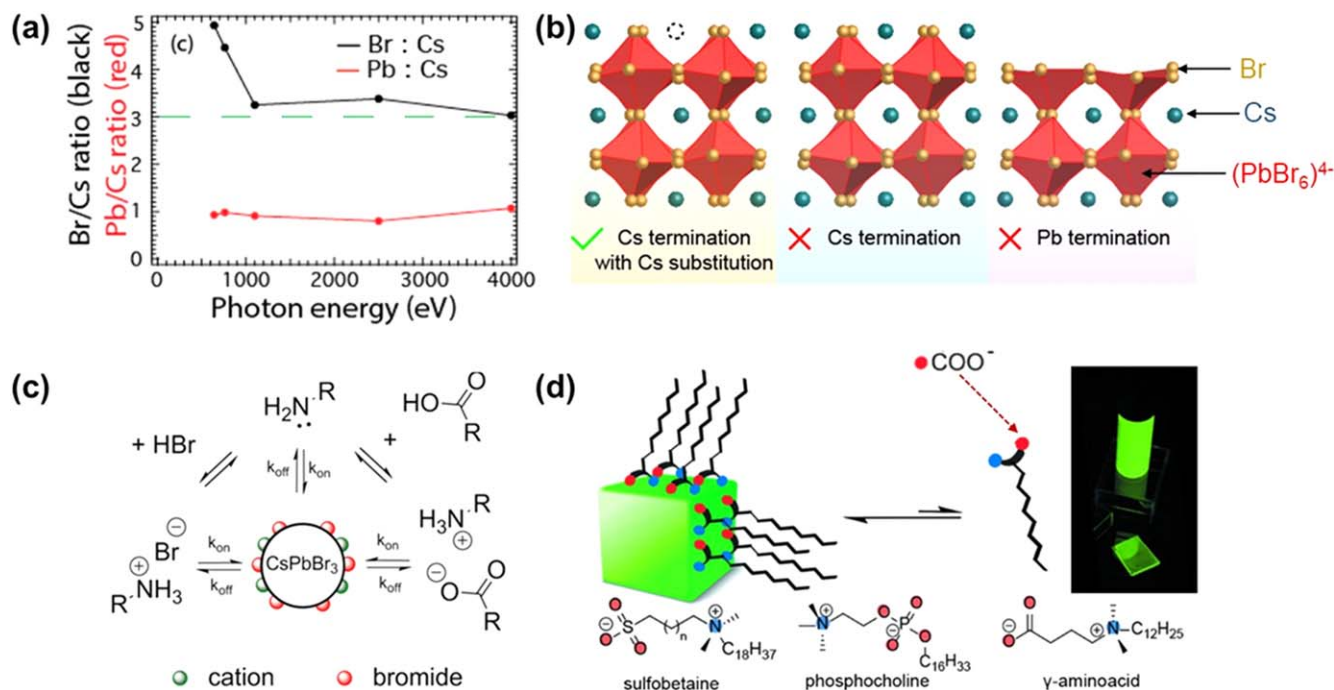 (a)
(c)
Br : Cs
Pb : Cs
Br/Cs ratio (black)
Pb/Cs ratio (red)
5
4
3
2
1
0
0 1000 2000 3000 4000
Photon energy (eV)
(b)
Br
Cs
(PbBr6)4-
Cs termination
with Cs substitution
Cs termination
Pb termination
(c)
H2N R
HO O
R
+ HBr
+
koff kon
Br
kon
koff
R NH3
CsPbBr3
H3N R
kon
koff
O O
R
cation
bromide
(d)
COO-
O
O S
O
n
N
C18H37
sulfobetaine
N
O P O
O
C16H33
phosphocholine
O
O
N C12H25
γ-aminoacid